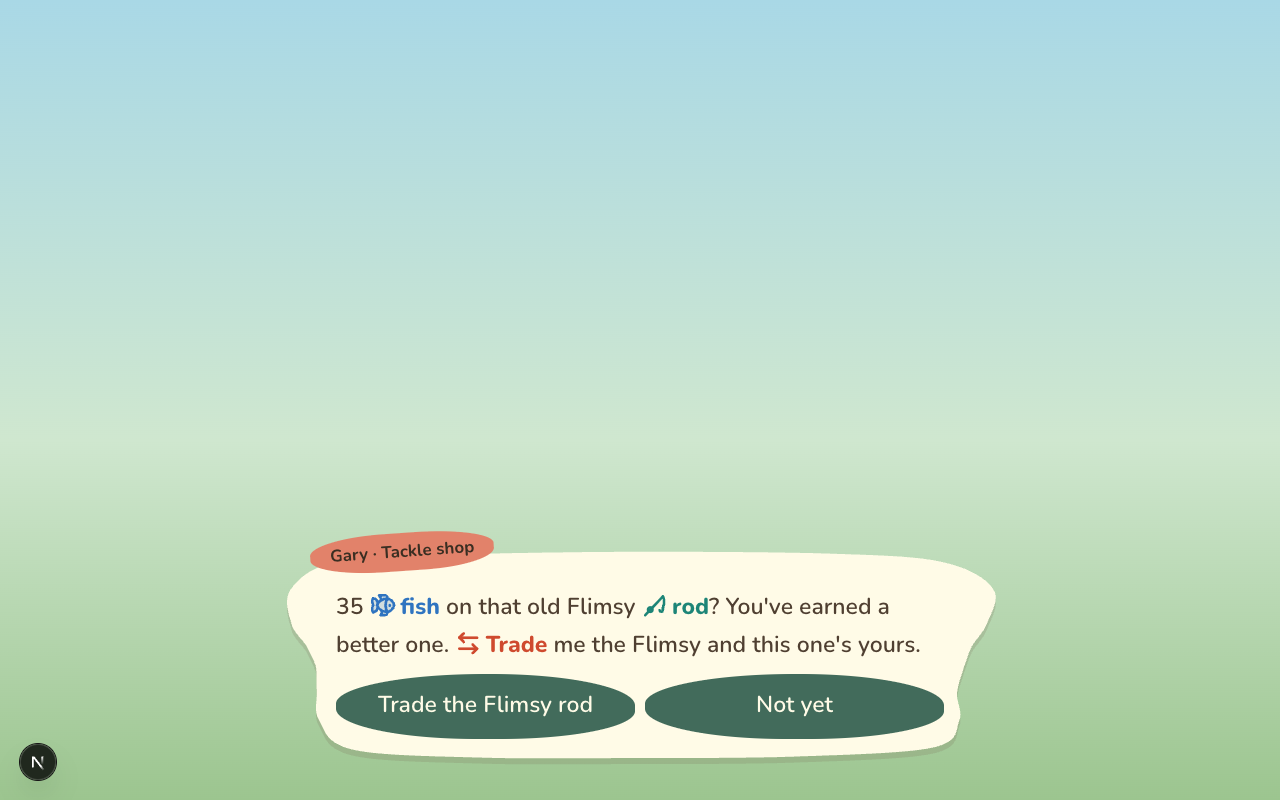 Gary · Tackle shop
35 fish on that old Flimsy rod? You've earned a
better one. Trade me the Flimsy and this one's yours.
Trade the Flimsy rod
Not yet
N